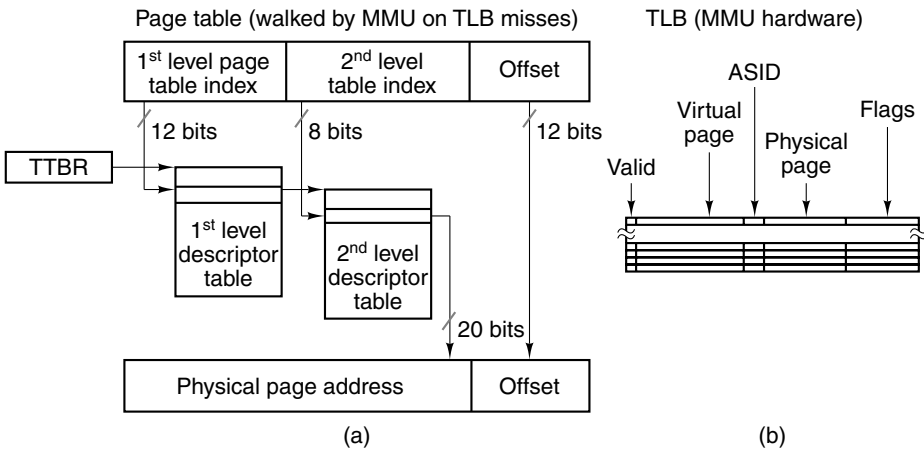 Page table (walked by MMU on TLB misses)
TLB (MMU hardware)
1st level page
table index
2nd level
table index
Offset
12 bits
8 bits
12 bits
TTBR
1st level
descriptor
table
2nd level
descriptor
table
20 bits
Physical page address
Offset
(a)
ASID
Virtual
page
Physical
page
Flags
Valid
(b)